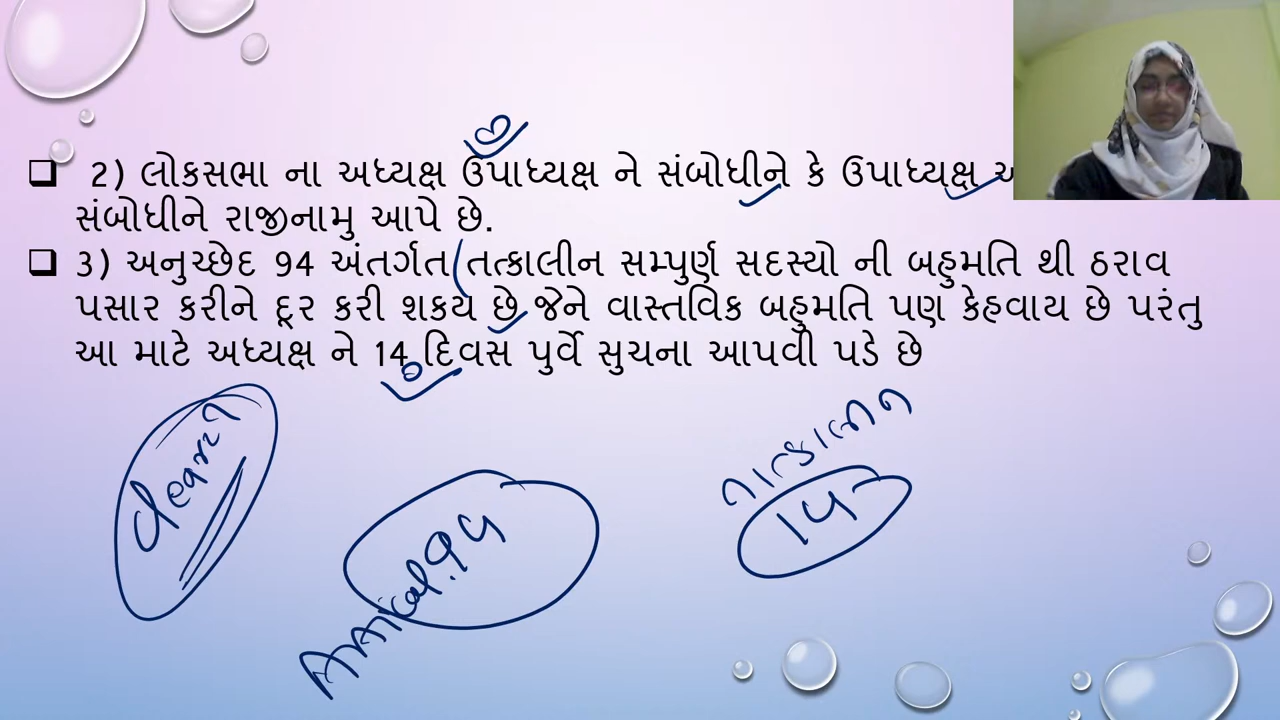 2) લોકસભા ના અધ્યક્ષ ઉપાધ્યક્ષ ને સંબોધીને કે ઉપાધ્યક્ષ અ
સંબોધીને રાજીનામુ આપે છે.
3) અનુચ્છેદ 94 અંતર્ગત તત્કાલીન સમ્પુર્ણ સદસ્યો ની બહુમતિ થી ઠરાવ
પસાર કરીને દૂર કરી શકય છે જેને વાસ્તવિક બહુમતિ પણ કેહવાય છે પરંતુ
આ માટે અધ્યક્ષ ને 14 દિવસ પુર્વે સુચના આપવી પડે છે
તાત્કાલીન
14